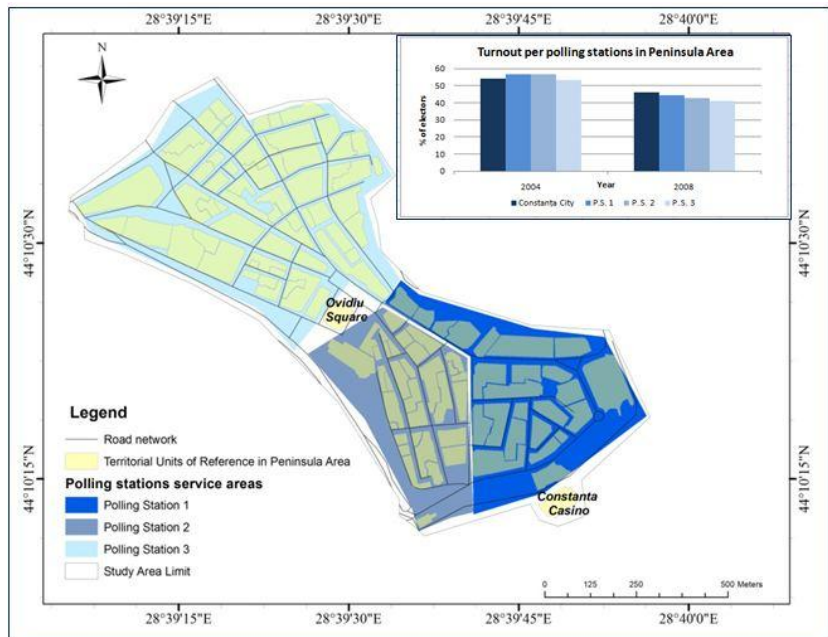 28°39'15"E 28°39'30"E 28°39'45"E 28°40'0"E
N
Turnout per polling stations in Peninsula Area
60
50
40
30
20
10
0
% of electors
2004 Year 2008
Constanta City P.S. 1 P.S. 2 P.S. 3
44°10'30"N 44°10'30"N
Ovidiu
Square
Legend
Road network
Territorial Units of Reference in Peninsula Area
Polling stations service areas
Polling Station 1
Polling Station 2
Polling Station 3
Study Area Limit
44°10'15"N 44°10'15"N
Constanta
Casino
0 125 250 500 Meters
28°39'15"E 28°39'30"E 28°39'45"E 28°40'0"E